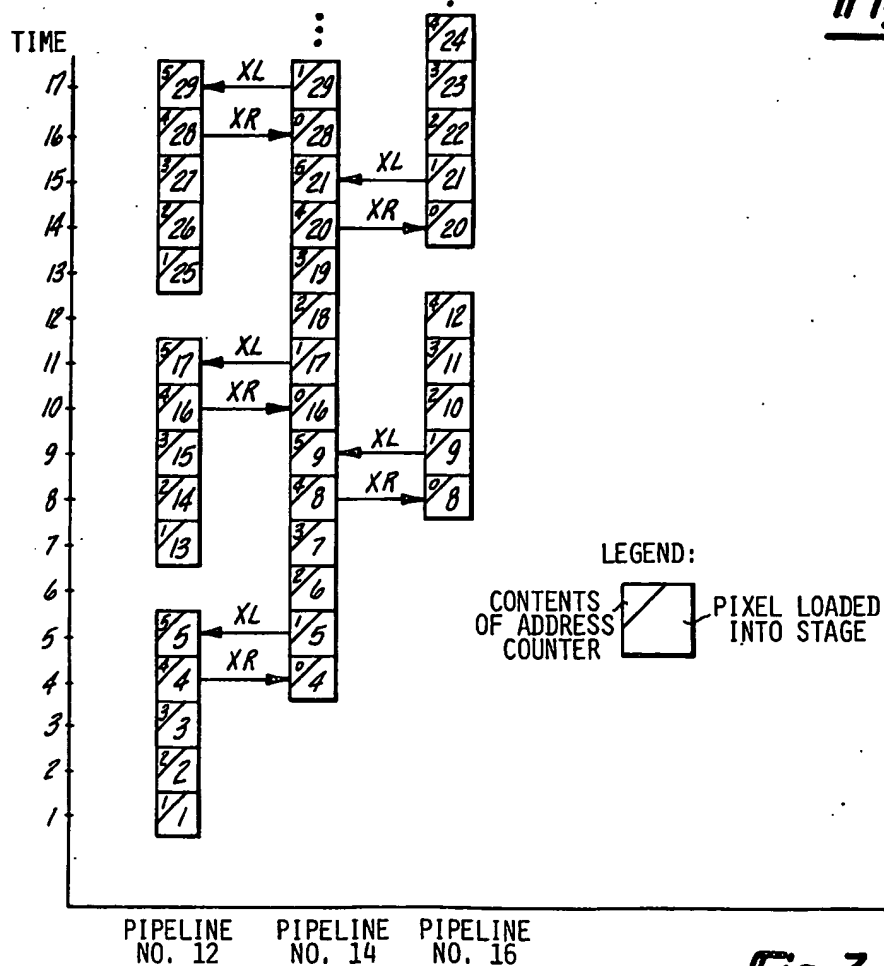 TIME
4/24
17 5/29 XL 1/29 3/23
16 4/28 XR 0/28 2/22
15 3/27 5/21 XL 1/21
14 2/26 4/20 XR 0/20
13 1/25 3/19
12 2/18 4/12
11 5/17 XL 1/17 3/11
10 4/16 XR 0/16 2/10
9 3/15 5/9 XL 1/9
8 2/14 4/8 XR 0/8
7 1/13 3/7
6 2/6
5 5/5 XL 1/5
4 4/4 XR 0/4
3 3/3
2 2/2
1 1/1
LEGEND:
CONTENTS
OF ADDRESS
COUNTER
PIXEL LOADED
INTO STAGE
PIPELINE
NO. 12
PIPELINE
NO. 14
PIPELINE
NO. 16